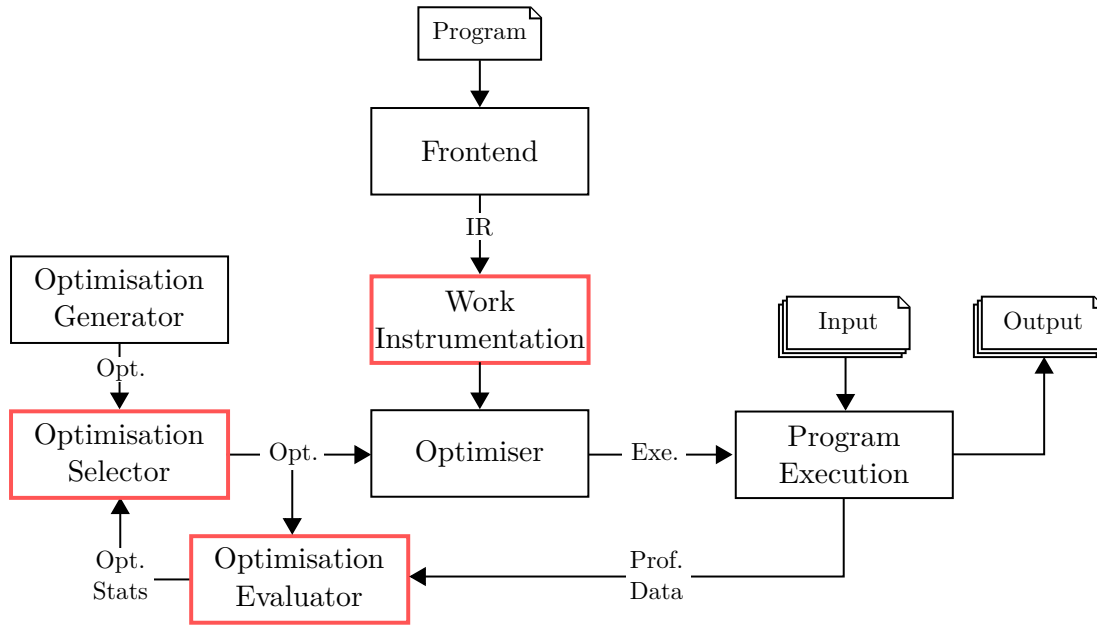 Program
Frontend
IR
Optimisation
Generator
Work
Instrumentation
Input
Output
Opt.
Optimisation
Selector
Opt.
Optimiser
Exe.
Program
Execution
Opt.
Stats
Optimisation
Evaluator
Prof.
Data